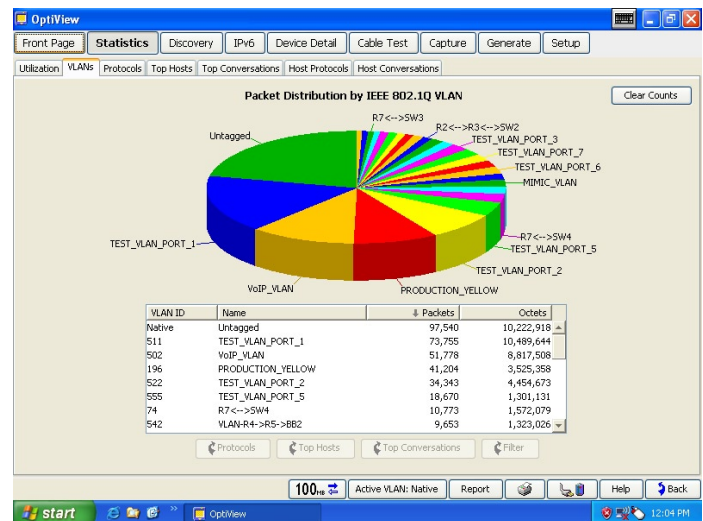 OptiView
Front Page Statistics Discovery IPv6 Device Detail Cable Test Capture Generate Setup
Utilization VLANs Protocols Top Hosts Top Conversations Host Protocols Host Conversations
Packet Distribution by IEEE 802.1Q VLAN
Clear Counts
R7<-->SW3
R2<-->R3<-->SW2
Untagged
TEST_VLAN_PORT_3
TEST_VLAN_PORT_7
TEST_VLAN_PORT_6
MIMIC_VLAN
R7<-->SW4
TEST_VLAN_PORT_1
TEST_VLAN_PORT_5
TEST_VLAN_PORT_2
VoIP_VLAN
PRODUCTION_YELLOW
VLAN ID Name Packets Octets
Native Untagged 97,540 10,222,918
511 TEST_VLAN_PORT_1 73,755 10,489,644
502 VoIP_VLAN 51,778 8,817,508
196 PRODUCTION_YELLOW 41,204 3,525,358
522 TEST_VLAN_PORT_2 34,343 4,454,673
555 TEST_VLAN_PORT_5 18,670 1,301,131
74 R7<-->SW4 10,773 1,572,079
542 VLAN-R4->R5->BB2 9,653 1,323,026
Protocols Top Hosts Top Conversations Filter
100MB Active VLAN: Native Report Help Back
start OptiView 12:04 PM